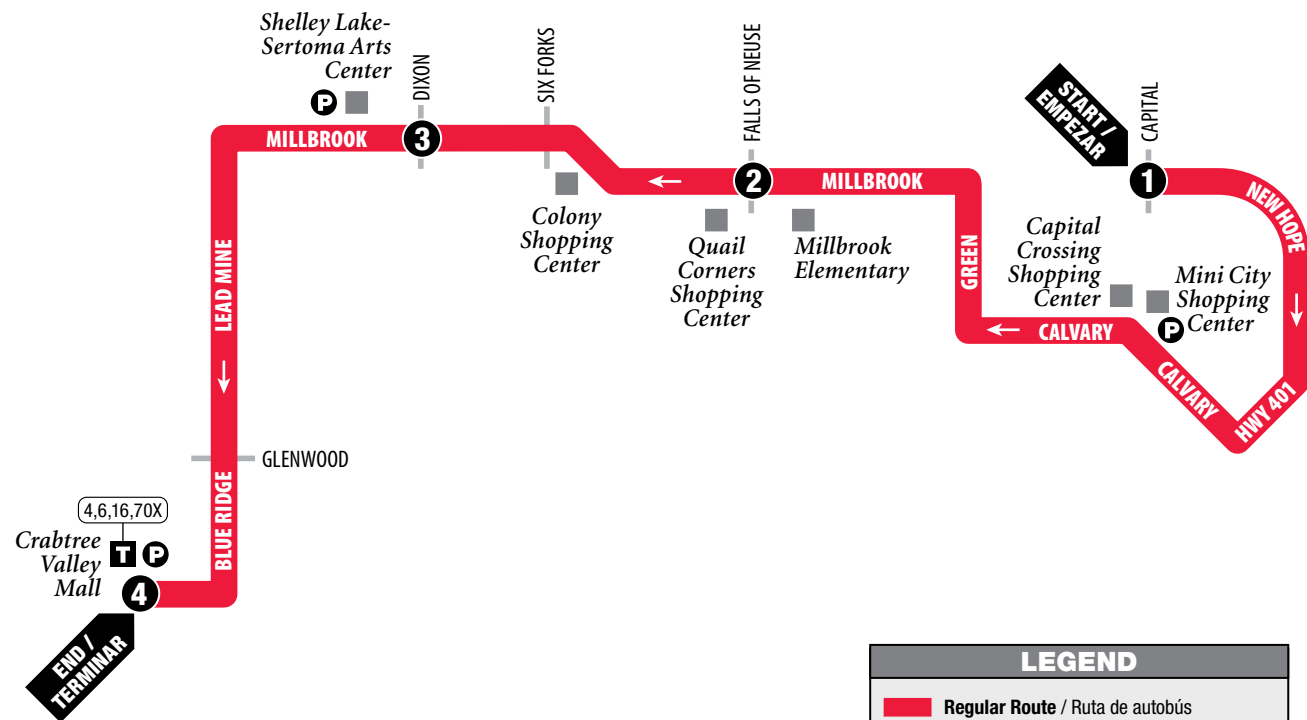 Shelley Lake-
Sertoma Arts
Center
P
DIXON
SIX FORKS
FALLS OF NEUSE
START /
EMPEZAR
CAPITAL
MILLBROOK
3
2
MILLBROOK
1
NEW HOPE
Colony
Shopping
Center
Quail
Corners
Shopping
Center
Millbrook
Elementary
GREEN
Capital
Crossing
Shopping
Center
Mini City
Shopping
Center
P
LEAD MINE
CALVARY
CALVARY
HWY 401
GLENWOOD
BLUE RIDGE
4,6,16,70X
Crabtree
Valley
Mall
T P
4
END /
TERMINAR
LEGEND
Regular Route / Ruta de autobús